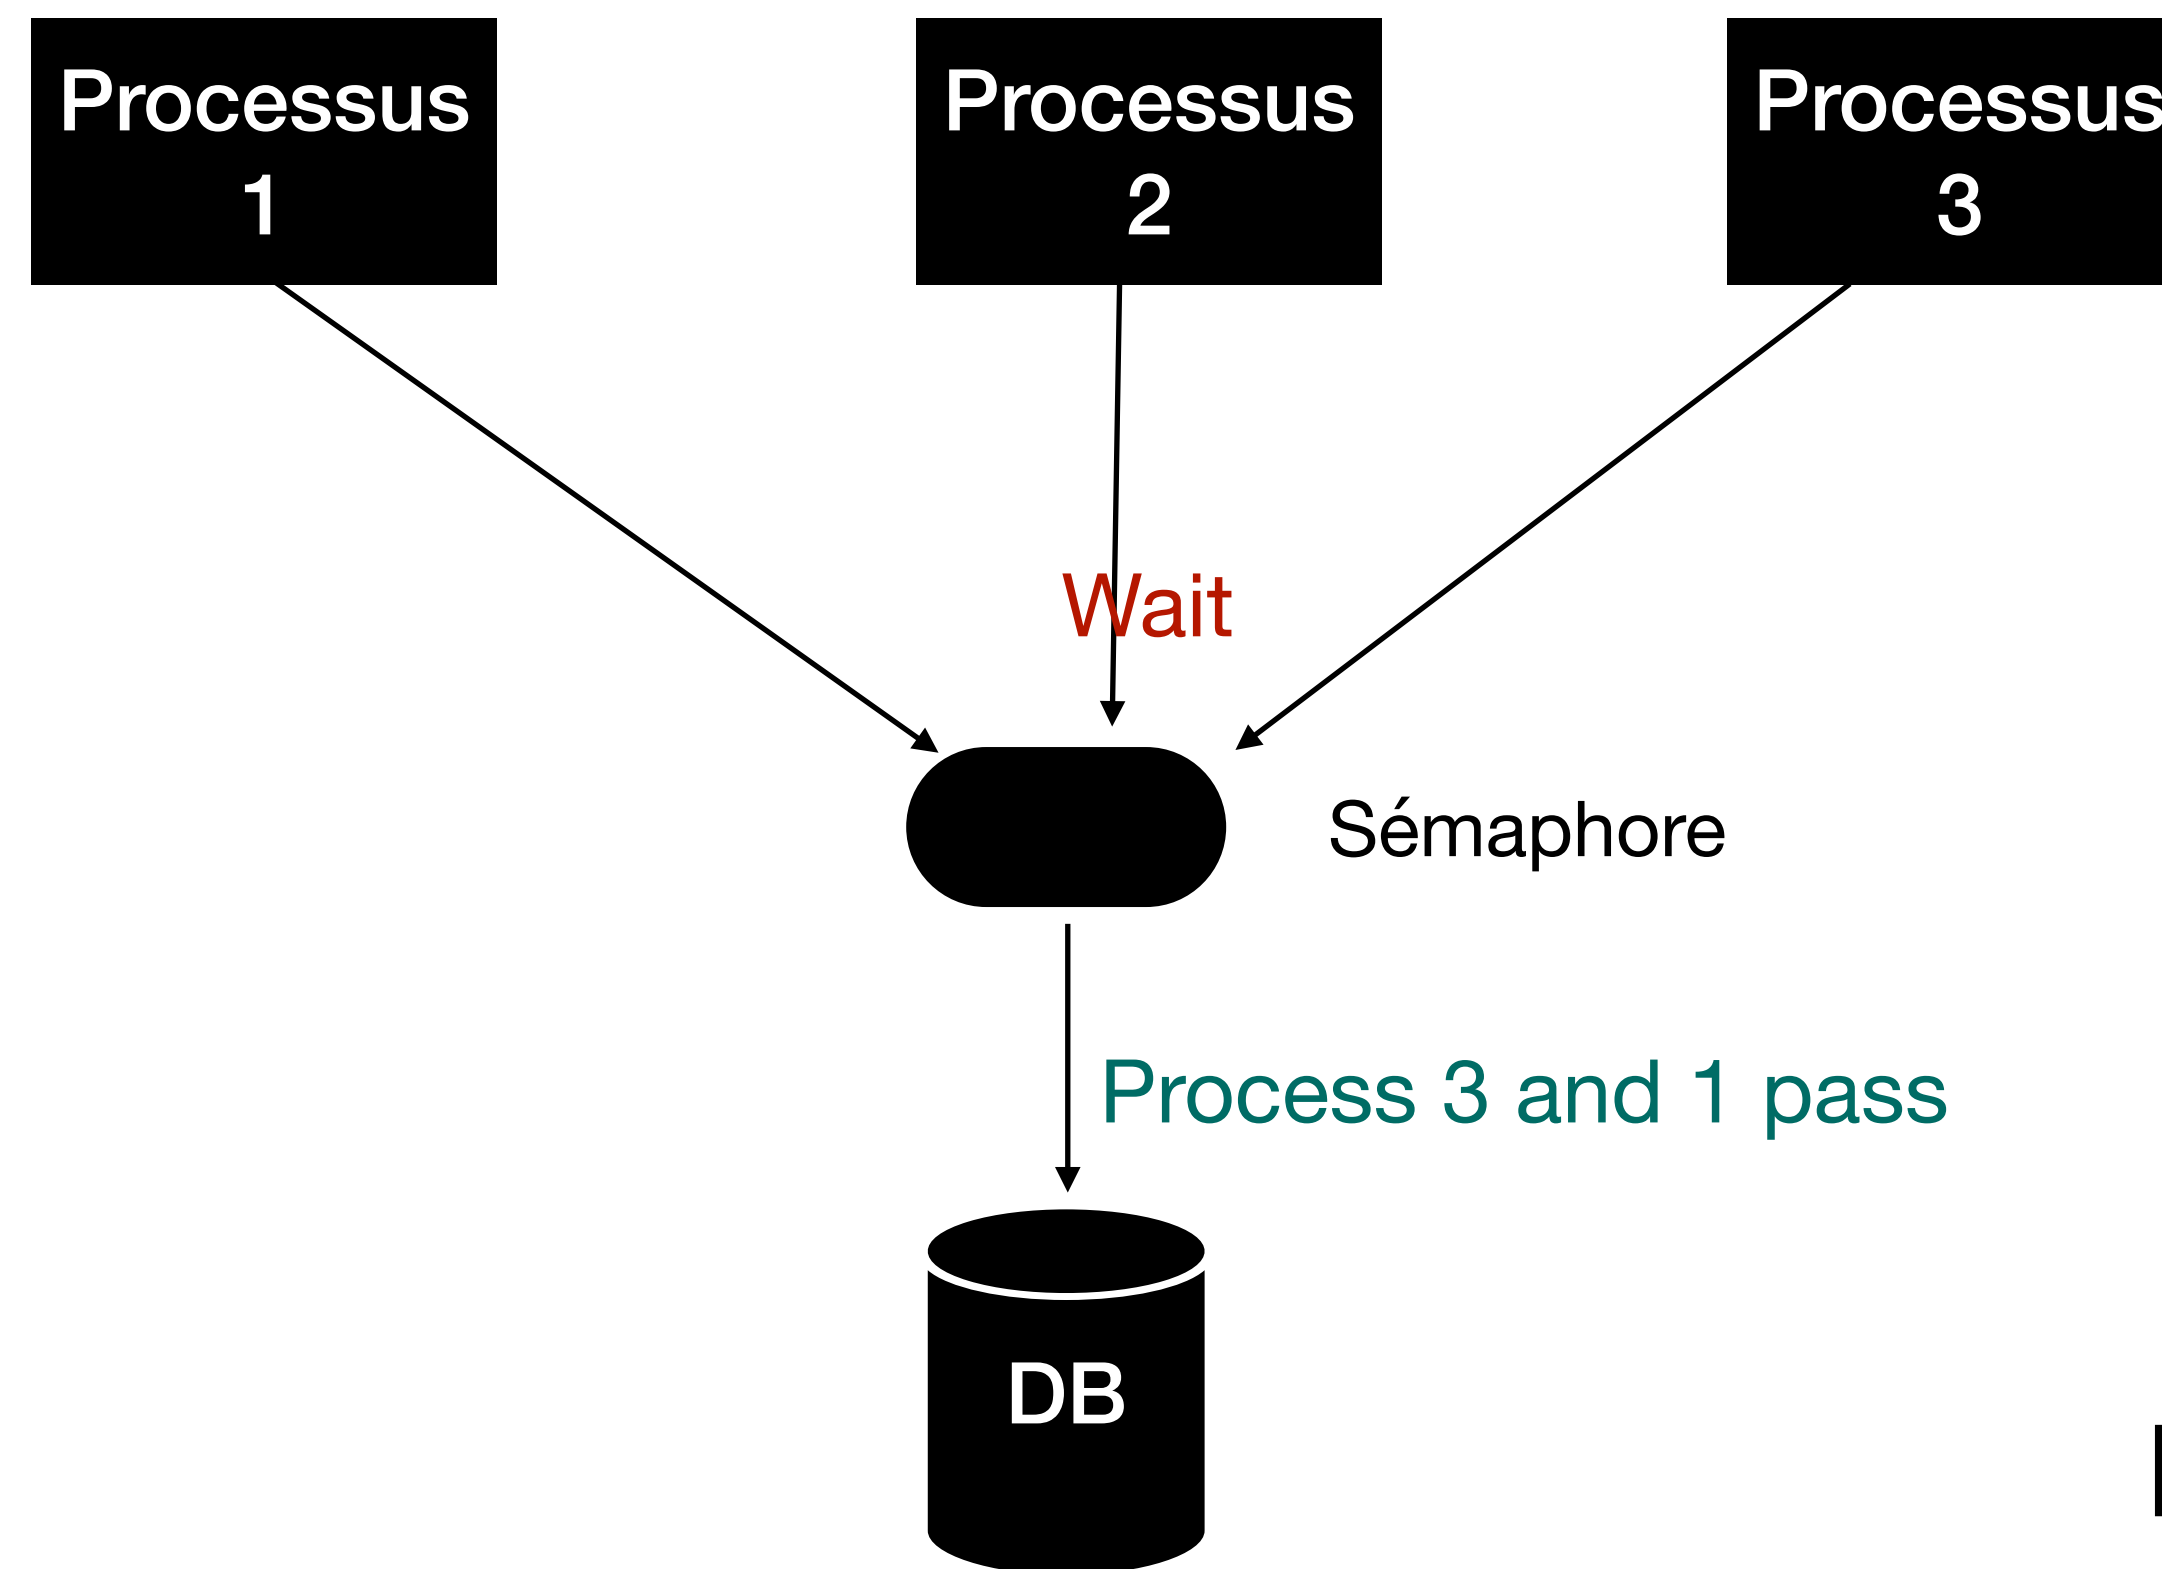 Processus
1
Processus
2
Processus
3
Wait
Sémaphore
Process 3 and 1 pass
DB